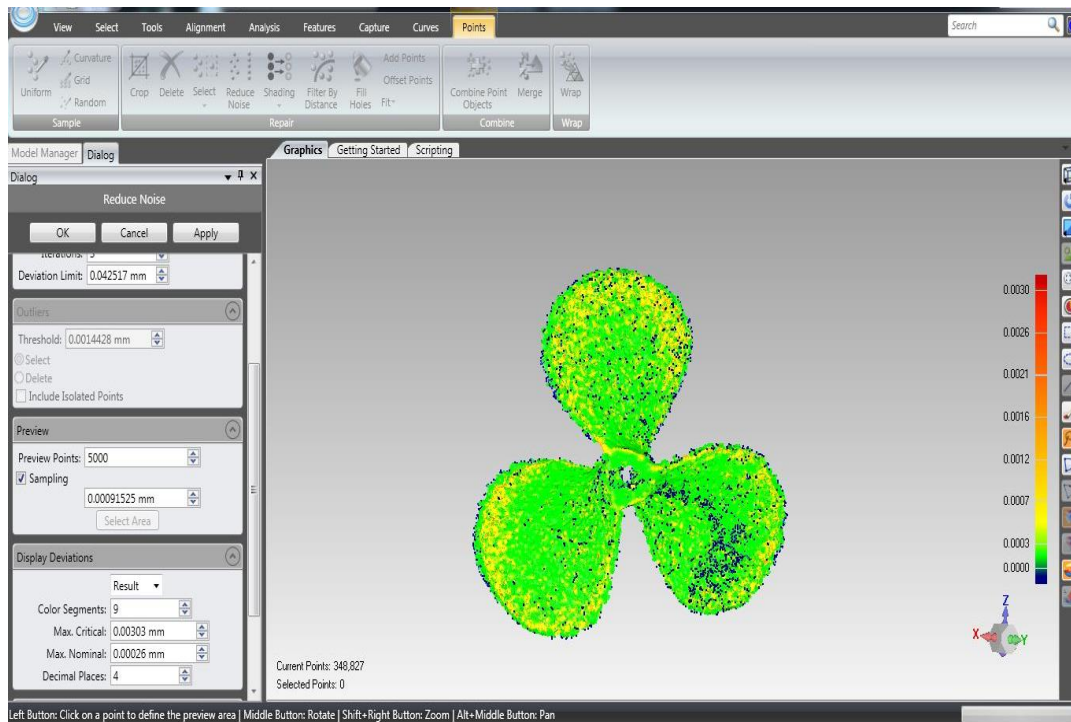 View Select Tools Alignment Analysis Features Capture Curves Points
Search
Uniform
Curvature
Grid
Random
Sample
Crop Delete Select Reduce Noise Shading Filter By Distance Fill Holes
Add Points
Offset Points
Fit
Repair
Combine Point Objects Merge
Combine
Wrap
Wrap
Model Manager Dialog
Graphics Getting Started Scripting
Dialog
Reduce Noise
OK Cancel Apply
Iterations:
Deviation Limit: 0.042517 mm
Outliers
Threshold: 0.0014428 mm
Select
Delete
Include Isolated Points
Preview
Preview Points: 5000
Sampling
0.00091525 mm
Select Area
Display Deviations
Result
Color Segments: 9
Max. Critical: 0.00303 mm
Max. Nominal: 0.00026 mm
Decimal Places: 4
0.0030
0.0026
0.0021
0.0016
0.0012
0.0007
0.0003
0.0000
Z
X
Y
Current Points: 348,827
Selected Points: 0
Left Button: Click on a point to define the preview area | Middle Button: Rotate | Shift+Right Button: Zoom | Alt+Middle Button: Pan